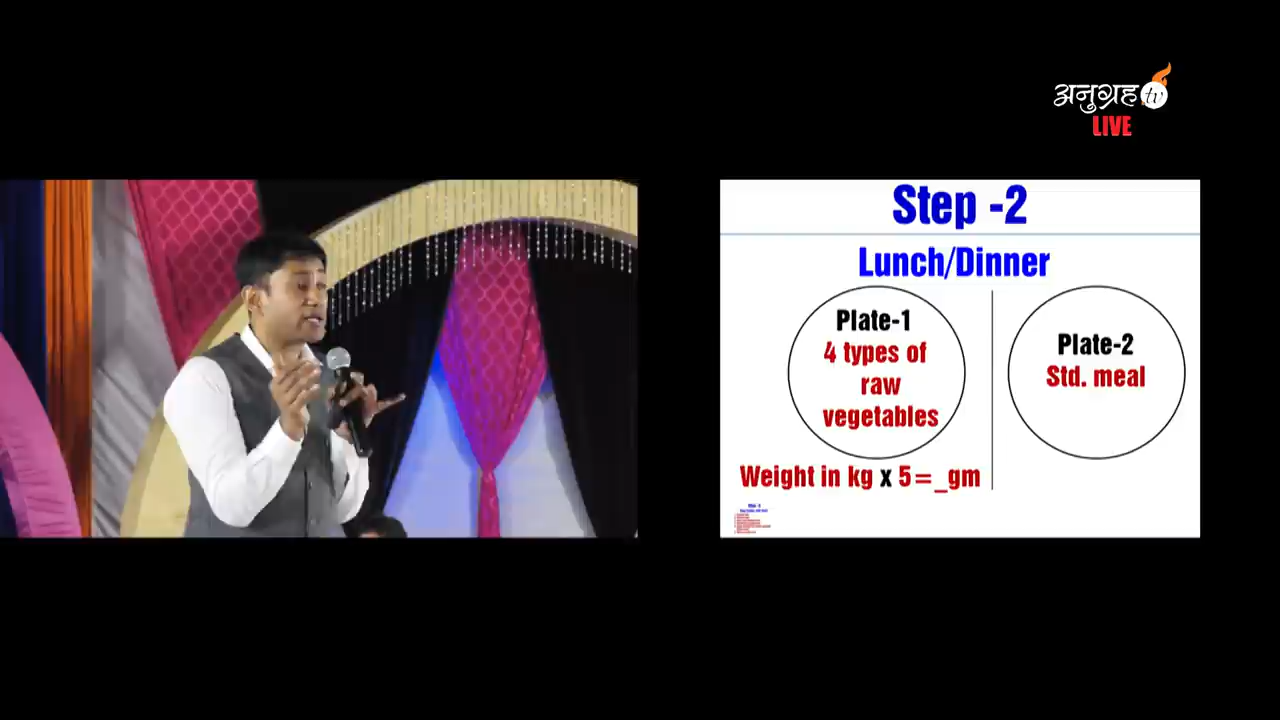 अनुग्रह tv
LIVE
Step -2
Lunch/Dinner
Plate-1
4 types of
raw
vegetables
Plate-2
Std. meal
Weight in kg x 5=_gm